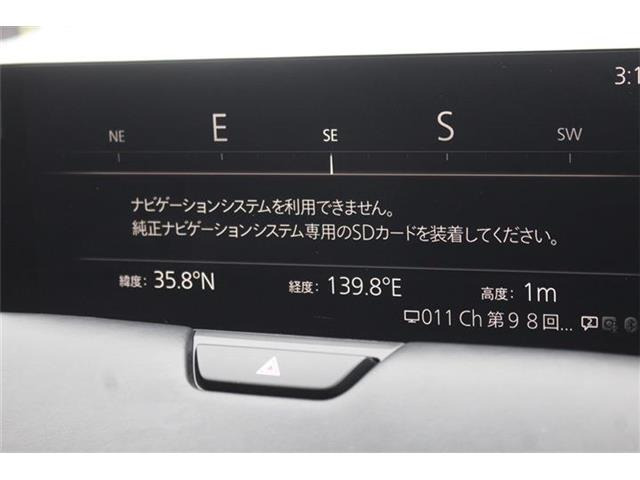 3:1
NE E SE S SW
ナビゲーションシステムを利用できません。
純正ナビゲーションシステム専用のSDカードを装着してください。
緯度: 35.8°N 経度: 139.8°E 高度: 1m
011 Ch 第９８回...